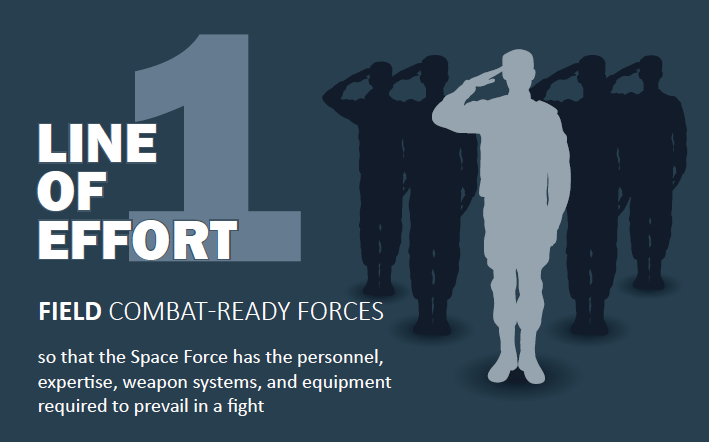 1
LINE
OF
EFFORT
FIELD COMBAT-READY FORCES
so that the Space Force has the personnel,
expertise, weapon systems, and equipment
required to prevail in a fight